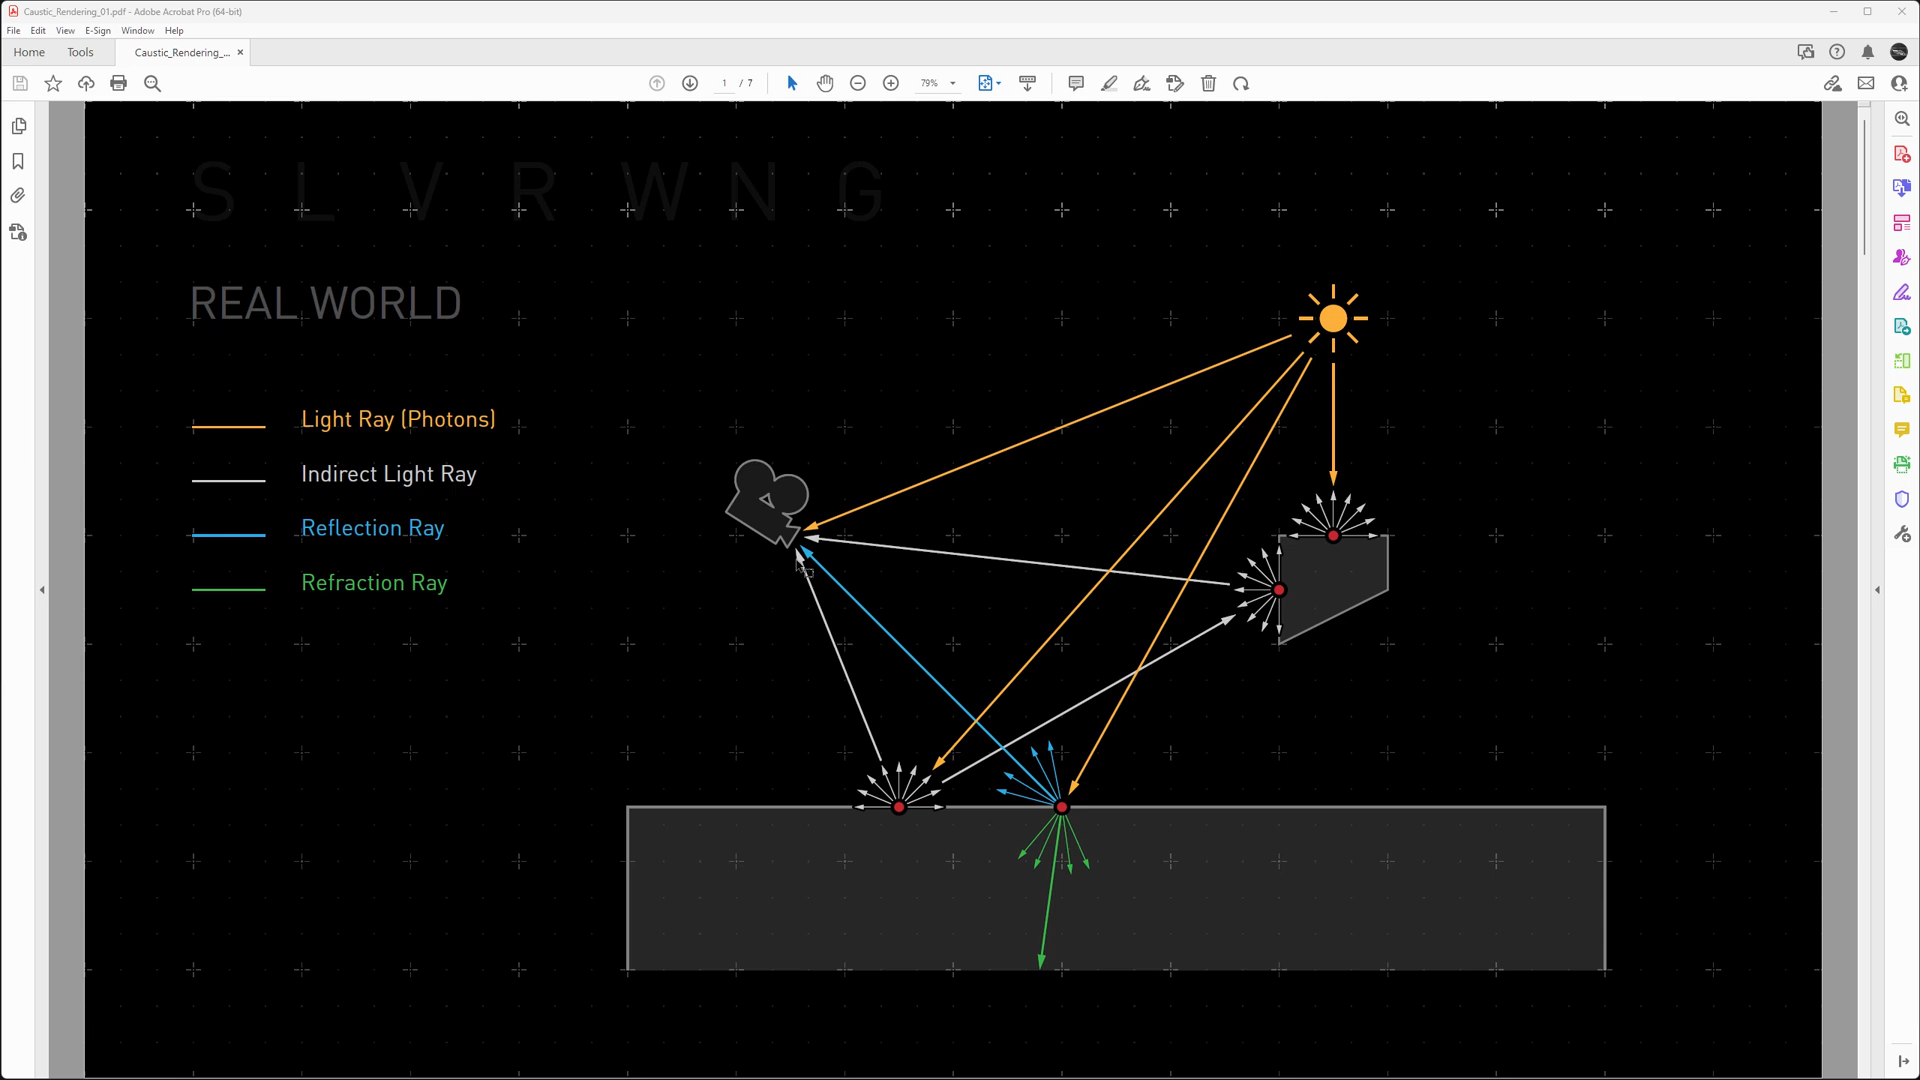 Caustic_Rendering_01.pdf - Adobe Acrobat Pro (64-bit)
File Edit View E-Sign Window Help
Home Tools Caustic_Rendering_... ×
1 / 7 79%
S L V R W N G
REAL WORLD
Light Ray (Photons)
Indirect Light Ray
Reflection Ray
Refraction Ray